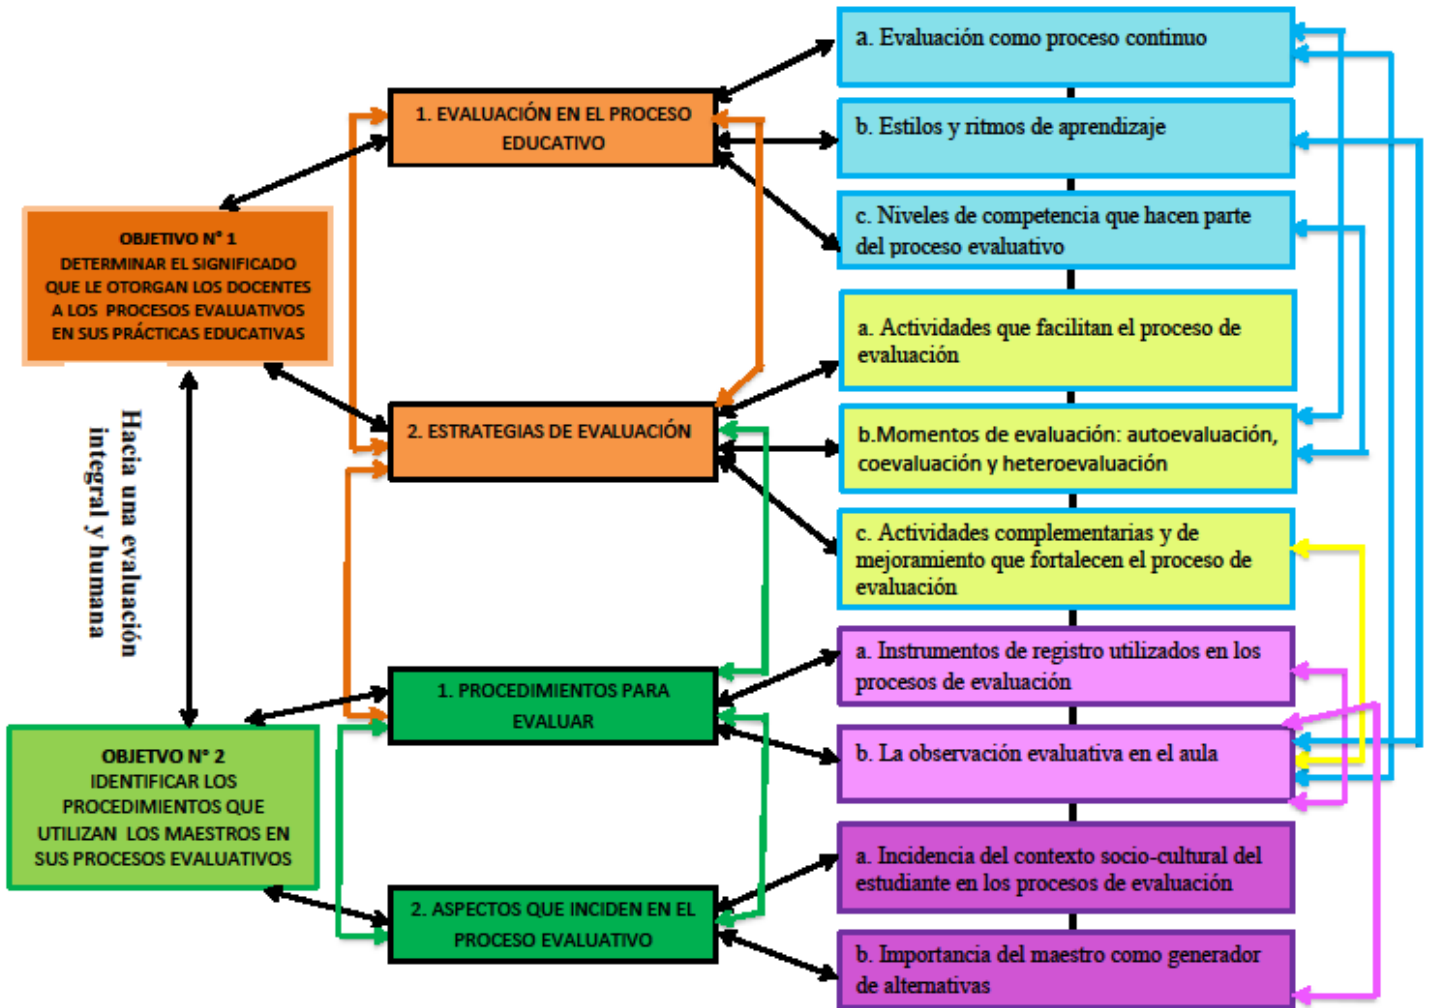 OBJETIVO N° 1
DETERMINAR EL SIGNIFICADO
QUE LE OTORGAN LOS DOCENTES
A LOS PROCESOS EVALUATIVOS
EN SUS PRÁCTICAS EDUCATIVAS
Hacia una evaluación
integral y humana
OBJETVO N° 2
IDENTIFICAR LOS
PROCEDIMIENTOS QUE
UTILIZAN LOS MAESTROS EN
SUS PROCESOS EVALUATIVOS
1. EVALUACIÓN EN EL PROCESO
EDUCATIVO
2. ESTRATEGIAS DE EVALUACIÓN
1. PROCEDIMIENTOS PARA
EVALUAR
2. ASPECTOS QUE INCIDEN EN EL
PROCESO EVALUATIVO
a. Evaluación como proceso continuo
b. Estilos y ritmos de aprendizaje
c. Niveles de competencia que hacen parte
del proceso evaluativo
a. Actividades que facilitan el proceso de
evaluación
b.Momentos de evaluación: autoevaluación,
coevaluación y heteroevaluación
c. Actividades complementarias y de
mejoramiento que fortalecen el proceso de
evaluación
a. Instrumentos de registro utilizados en los
procesos de evaluación
b. La observación evaluativa en el aula
a. Incidencia del contexto socio-cultural del
estudiante en los procesos de evaluación
b. Importancia del maestro como generador
de alternativas